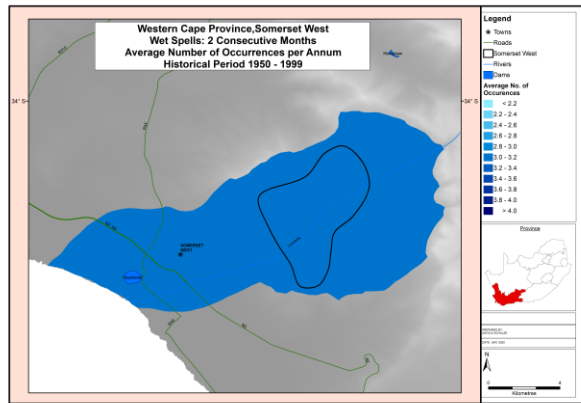 Western Cape Province,Somerset West
Wet Spells: 2 Consecutive Months
Average Number of Occurrences per Annum
Historical Period 1950 - 1999
34° S
34° S
SOMERSET
WEST
N2
Legend
Towns
Roads
Somerset West
Rivers
Dams
Average No. of
Occurences
< 2.2
2.2 - 2.4
2.4 - 2.6
2.6 - 2.8
2.8 - 3.0
3.0 - 3.2
3.2 - 3.4
3.4 - 3.6
3.6 - 3.8
3.8 - 4.0
> 4.0
Province
N
0
4
Kilometres